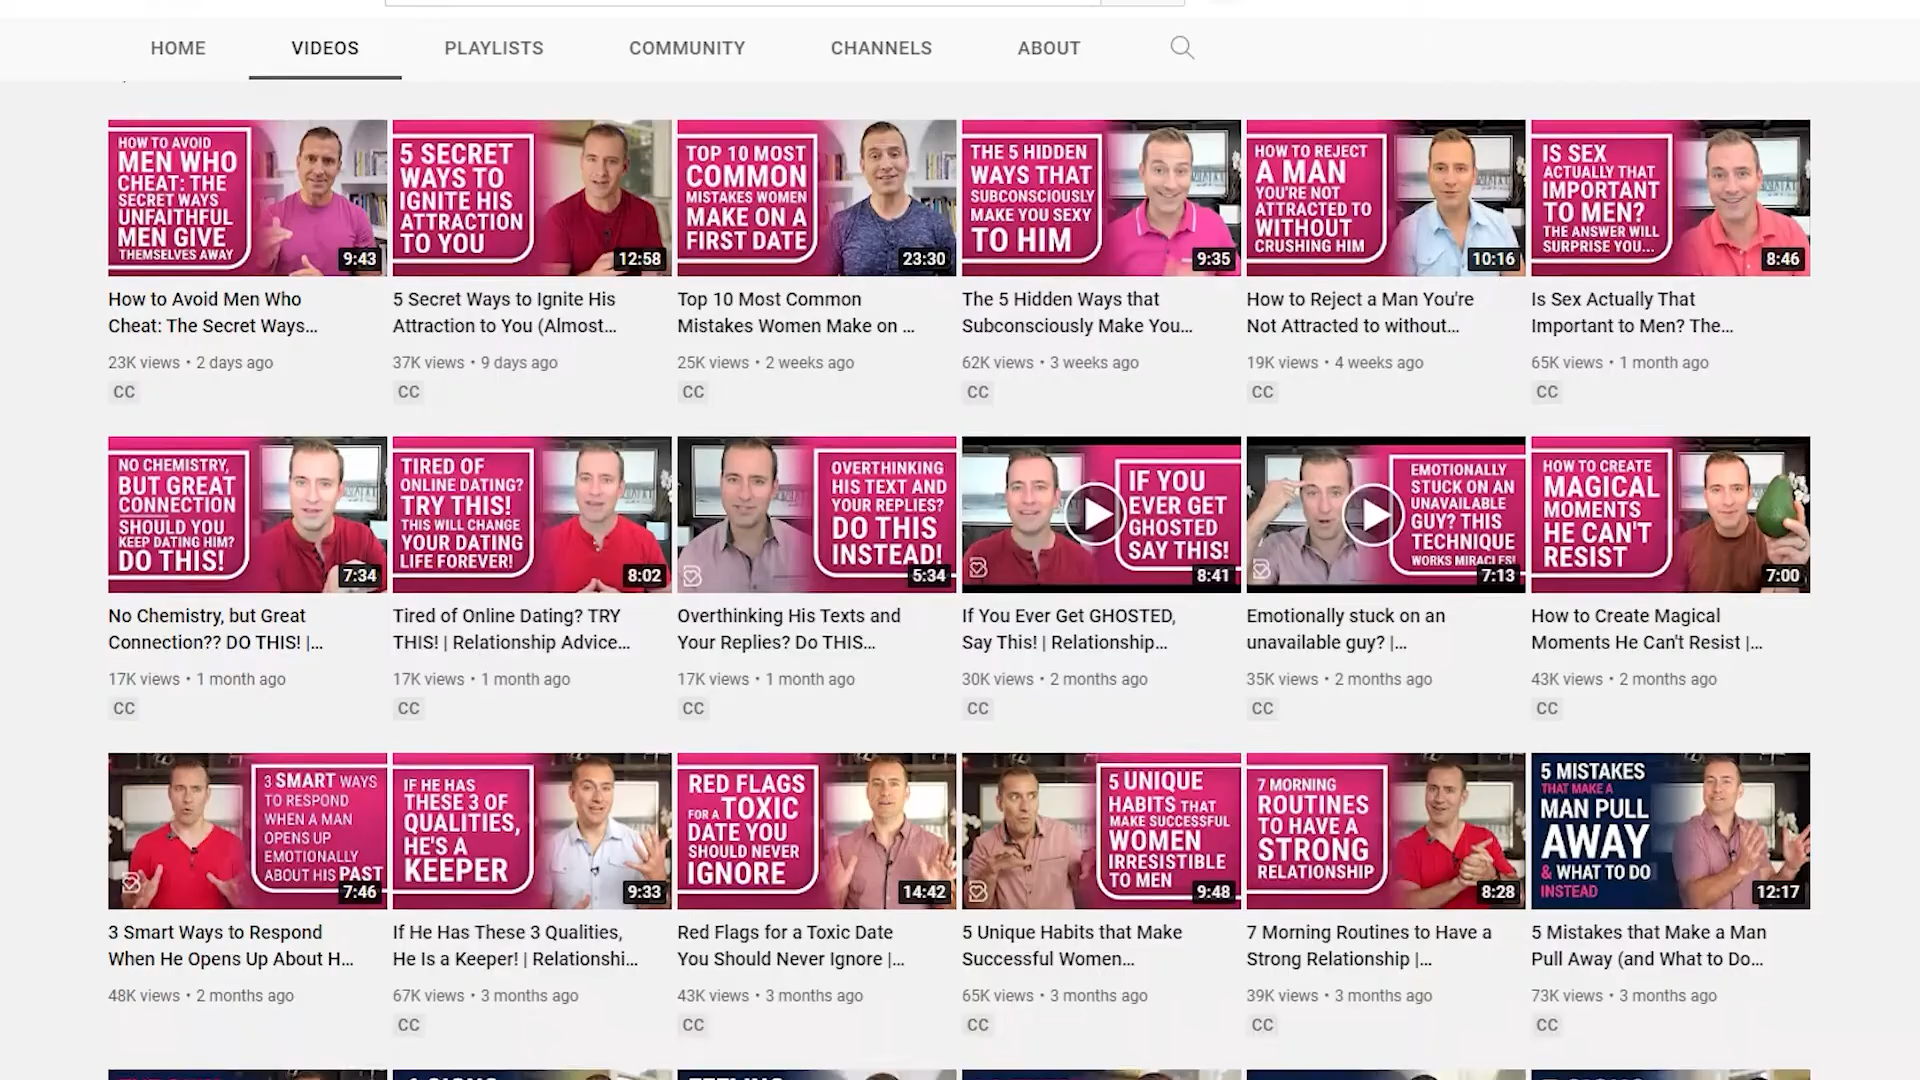 HOME VIDEOS PLAYLISTS COMMUNITY CHANNELS ABOUT
HOW TO AVOID
MEN WHO
CHEAT: THE
SECRET WAYS
UNFAITHFUL
MEN GIVE
THEMSELVES AWAY
9:43
5 SECRET
WAYS TO
IGNITE HIS
ATTRACTION
TO YOU
12:58
TOP 10 MOST
COMMON
MISTAKES WOMEN
MAKE ON A
FIRST DATE
23:30
THE 5 HIDDEN
WAYS THAT
SUBCONSCIOUSLY
MAKE YOU SEXY
TO HIM
9:35
HOW TO REJECT
A MAN
YOU'RE NOT
ATTRACTED TO
WITHOUT
CRUSHING HIM
10:16
IS SEX
ACTUALLY THAT
IMPORTANT
TO MEN?
THE ANSWER WILL
SURPRISE YOU...
8:46
How to Avoid Men Who
Cheat: The Secret Ways...
23K views • 2 days ago
CC
5 Secret Ways to Ignite His
Attraction to You (Almost...
37K views • 9 days ago
CC
Top 10 Most Common
Mistakes Women Make on ...
25K views • 2 weeks ago
CC
The 5 Hidden Ways that
Subconsciously Make You...
62K views • 3 weeks ago
CC
How to Reject a Man You're
Not Attracted to without...
19K views • 4 weeks ago
CC
Is Sex Actually That
Important to Men? The...
65K views • 1 month ago
CC
NO CHEMISTRY,
BUT GREAT
CONNECTION
SHOULD YOU
KEEP DATING HIM?
DO THIS!
7:34
TIRED OF
ONLINE DATING?
TRY THIS!
THIS WILL CHANGE
YOUR DATING
LIFE FOREVER!
8:02
OVERTHINKING
HIS TEXT AND
YOUR REPLIES?
DO THIS
INSTEAD!
5:34
IF YOU
EVER GET
GHOSTED
SAY THIS!
8:41
EMOTIONALLY
STUCK ON AN
UNAVAILABLE
GUY? THIS
TECHNIQUE
WORKS MIRACLES!
7:13
HOW TO CREATE
MAGICAL
MOMENTS
HE CAN'T
RESIST
7:00
No Chemistry, but Great
Connection?? DO THIS! |...
17K views • 1 month ago
CC
Tired of Online Dating? TRY
THIS! | Relationship Advice...
17K views • 1 month ago
CC
Overthinking His Texts and
Your Replies? Do THIS...
17K views • 1 month ago
CC
If You Ever Get GHOSTED,
Say This! | Relationship...
30K views • 2 months ago
CC
Emotionally stuck on an
unavailable guy? |...
35K views • 2 months ago
CC
How to Create Magical
Moments He Can't Resist |...
43K views • 2 months ago
CC
3 SMART WAYS
TO RESPOND
WHEN A MAN
OPENS UP
EMOTIONALLY
ABOUT HIS PAST
7:46
IF HE HAS
THESE 3 OF
QUALITIES,
HE'S A
KEEPER
9:33
RED FLAGS
FOR A TOXIC
DATE YOU
SHOULD NEVER
IGNORE
14:42
5 UNIQUE
HABITS THAT
MAKE SUCCESSFUL
WOMEN
IRRESISTIBLE
TO MEN
9:48
7 MORNING
ROUTINES
TO HAVE A
STRONG
RELATIONSHIP
8:28
5 MISTAKES
THAT MAKE A
MAN PULL
AWAY
& WHAT TO DO
INSTEAD
12:17
3 Smart Ways to Respond
When He Opens Up About H...
48K views • 2 months ago
If He Has These 3 Qualities,
He Is a Keeper! | Relationshi...
67K views • 3 months ago
CC
Red Flags for a Toxic Date
You Should Never Ignore |...
43K views • 3 months ago
CC
5 Unique Habits that Make
Successful Women...
65K views • 3 months ago
CC
7 Morning Routines to Have a
Strong Relationship |...
39K views • 3 months ago
CC
5 Mistakes that Make a Man
Pull Away (and What to Do...
73K views • 3 months ago
CC